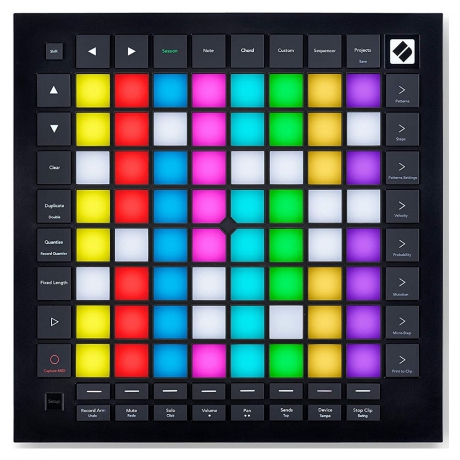 Shift
Session
Note
Chord
Custom
Sequencer
Projects
Save
Patterns
Steps
Clear
Patterns Settings
Duplicate
Double
Velocity
Quantise
Record Quantise
Probability
Fixed Length
Mutation
Micro Step
Capture MIDI
Print to Clip
Setup
Record Arm
Undo
Mute
Redo
Solo
Click
Volume
Pan
Sends
Tap
Device
Tempo
Stop Clip
Swing